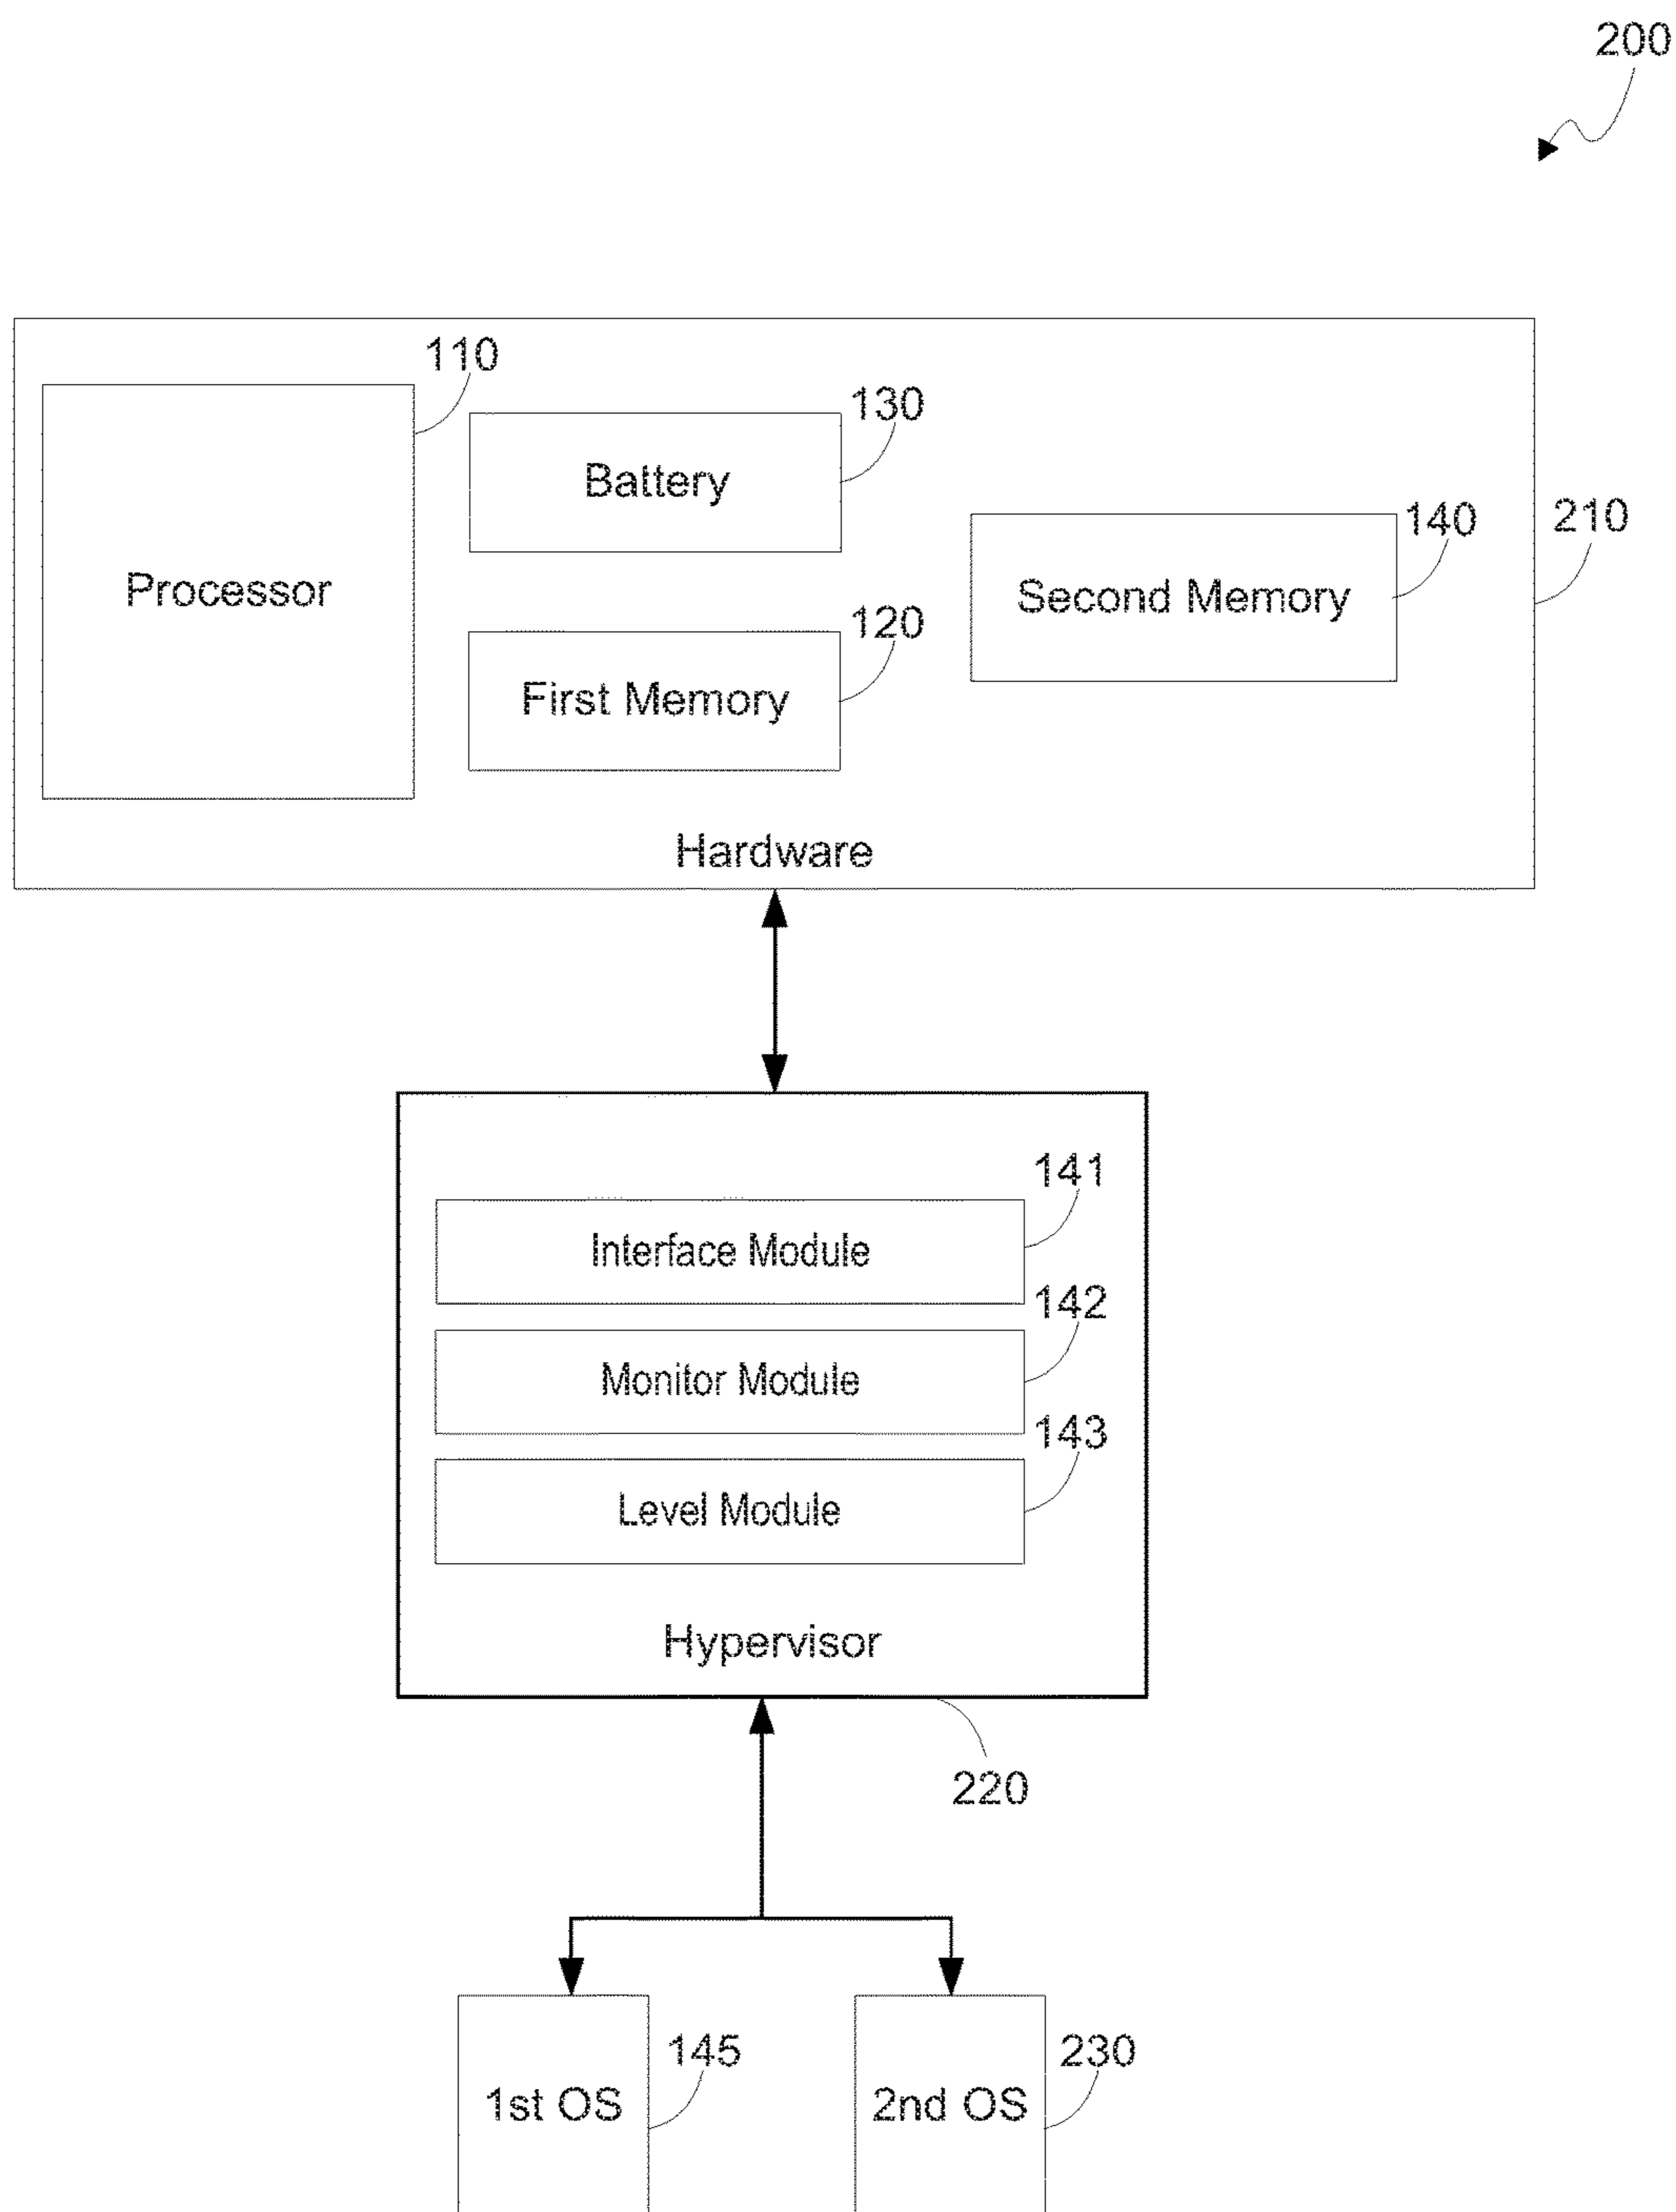 200
110
130
Battery
140
210
Processor
Second Memory
120
First Memory
Hardware
141
Interface Module
142
Monitor Module
143
Level Module
Hypervisor
220
145
230
1st OS
2nd OS